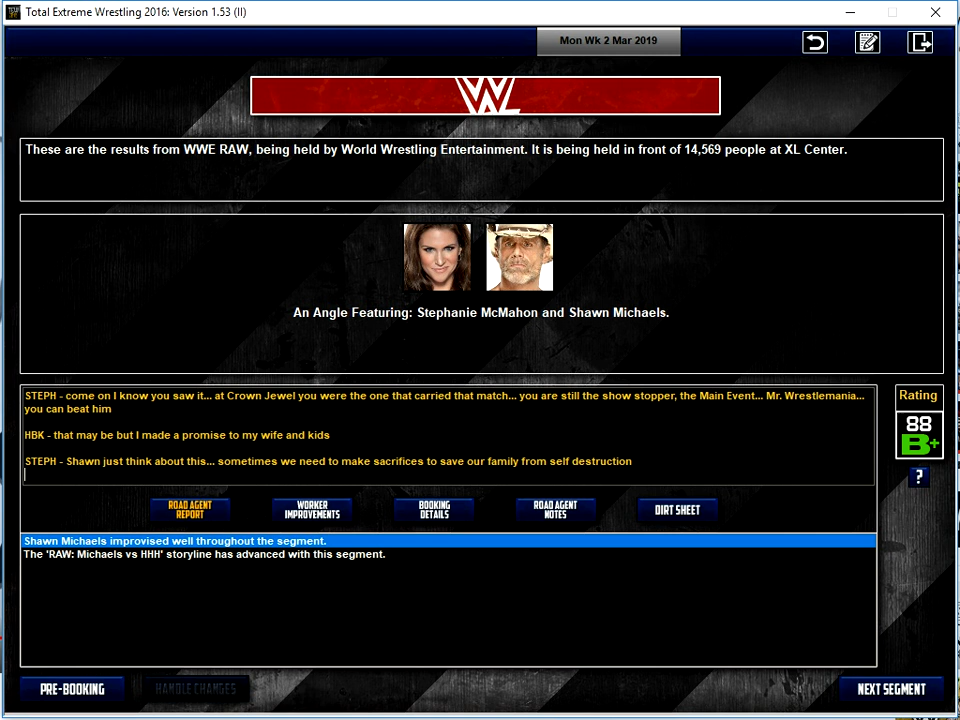 Total Extreme Wrestling 2016: Version 1.53 (II)
Mon Wk 2 Mar 2019
These are the results from WWE RAW, being held by World Wrestling Entertainment. It is being held in front of 14,569 people at XL Center.
An Angle Featuring: Stephanie McMahon and Shawn Michaels.
STEPH - come on I know you saw it... at Crown Jewel you were the one that carried that match... you are still the show stopper, the Main Event... Mr. Wrestlemania...
you can beat him
HBK - that may be but I made a promise to my wife and kids
STEPH - Shawn just think about this... sometimes we need to make sacrifices to save our family from self destruction
Rating
88
B+
?
ROAD AGENT
REPORT
WORKER
IMPROVEMENTS
BOOKING
DETAILS
ROAD AGENT
NOTES
DIRT SHEET
Shawn Michaels improvised well throughout the segment.
The 'RAW: Michaels vs HHH' storyline has advanced with this segment.
PRE-BOOKING
HANDLE CHANGES
NEXT SEGMENT